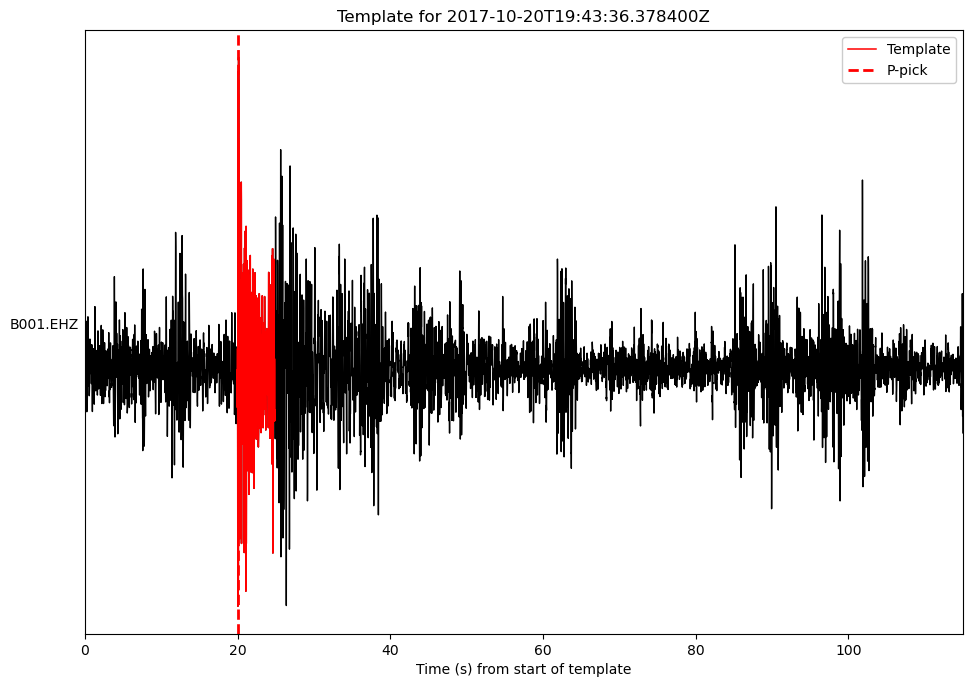 Template for 2017-10-20T19:43:36.378400Z
Template
P-pick
B001.EHZ
0 20 40 60 80 100
Time (s) from start of template